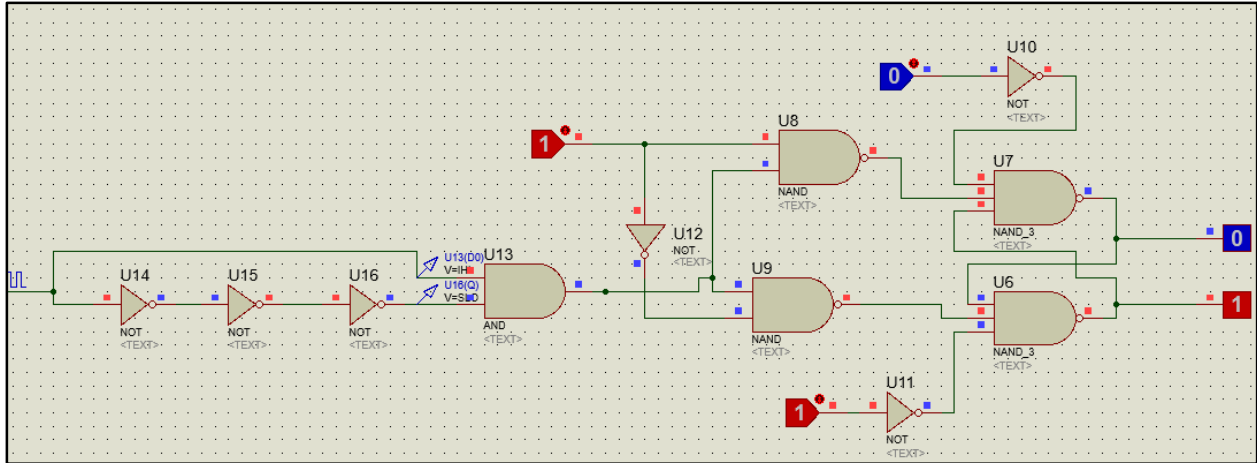 U10
0
NOT
<TEXT>
U8
1
NAND
<TEXT>
U7
NAND_3
<TEXT>
0
U12
NOT
<TEXT>
U13
U13(D0)
U16(Q)
AND
<TEXT>
U14
NOT
<TEXT>
U15
NOT
<TEXT>
U16
NOT
<TEXT>
U9
NAND
<TEXT>
U6
NAND_3
<TEXT>
1
U11
1
NOT
<TEXT>